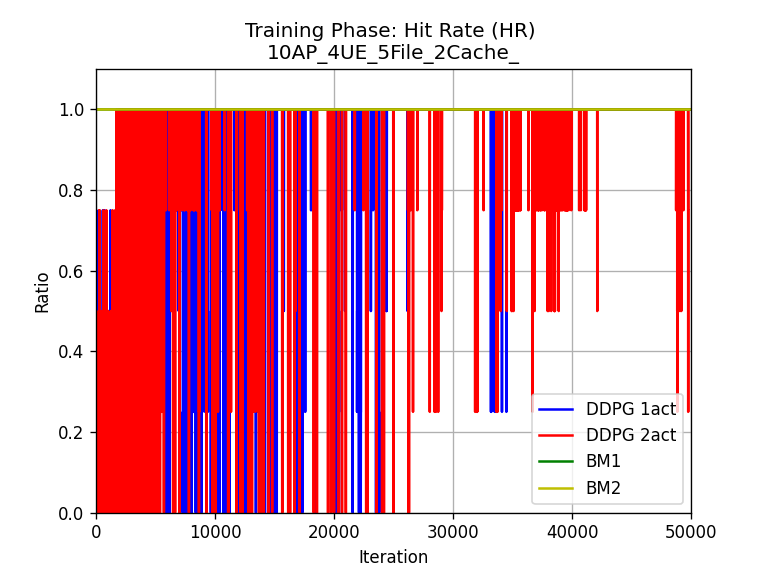 Training Phase: Hit Rate (HR)
10AP_4UE_5File_2Cache_
1.0
0.8
0.6
0.4
0.2
0.0
Ratio
DDPG 1act
DDPG 2act
BM1
BM2
0
10000
20000
30000
40000
50000
Iteration